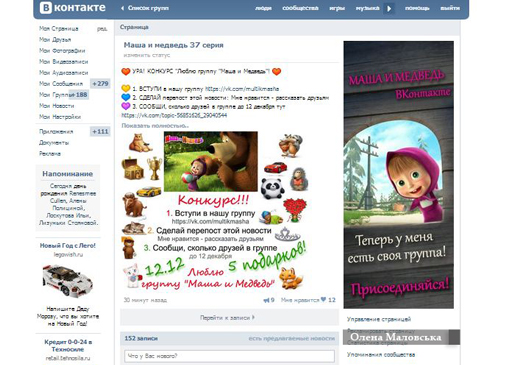 В контакте
Список групп
люди сообщества игры музыка помощь выйти
Моя Страница ред.
Мои Друзья
Мои Фотографии
Мои Видеозаписи
Мои Аудиозаписи
Мои Сообщения +279
Мои Группы +188
Мои Новости
Мои Настройки
Приложения +111
Документы
Реклама
Напоминание
Сегодня день
рождения Renesmee
Cullen, Алены
Полициной,
Лоскутова Ильи,
Лизуньки Стояновой.
Новый Год с Лего!
legowish.ru
Напишите Деду
Морозу, что вы хотите
на Новый Год!
Кредит 0-0-24 в
Техносиле
retail.tehnosila.ru
Страница
Маша и медведь 37 серия
изменить статус
УРА! КОНКУРС "Люблю группу "Маша и Медведь"!
1. ВСТУПИ в нашу группу https://vk.com/multikmasha
2. СДЕЛАЙ перепост этой новости: Мне нравится - рассказать друзьям
3. СООБЩИ, сколько друзей в группе до 12 декабря тут
https://vk.com/topic-56851626_29040544
Показать полностью..
Конкурс!!!
1. Вступи в нашу группу
https://vk.com/multikmasha
2. Сделай перепост этой новости
Мне нравится - рассказать друзьям
3. Сообщи, сколько друзей в группе
до 12 декабря
12.12 5 подарков!
Люблю
группу "Маша и Медведь"
30 минут назад
9 Мне нравится 12
Перейти к записи
152 записи
есть предлагаемые новости
Что у Вас нового?
МАША И МЕДВЕДЬ
ВКонтакте
Теперь у меня
есть своя группа!
Присоединяйся!
Управление страницей
Олена Маловська
Упоминания сообщества